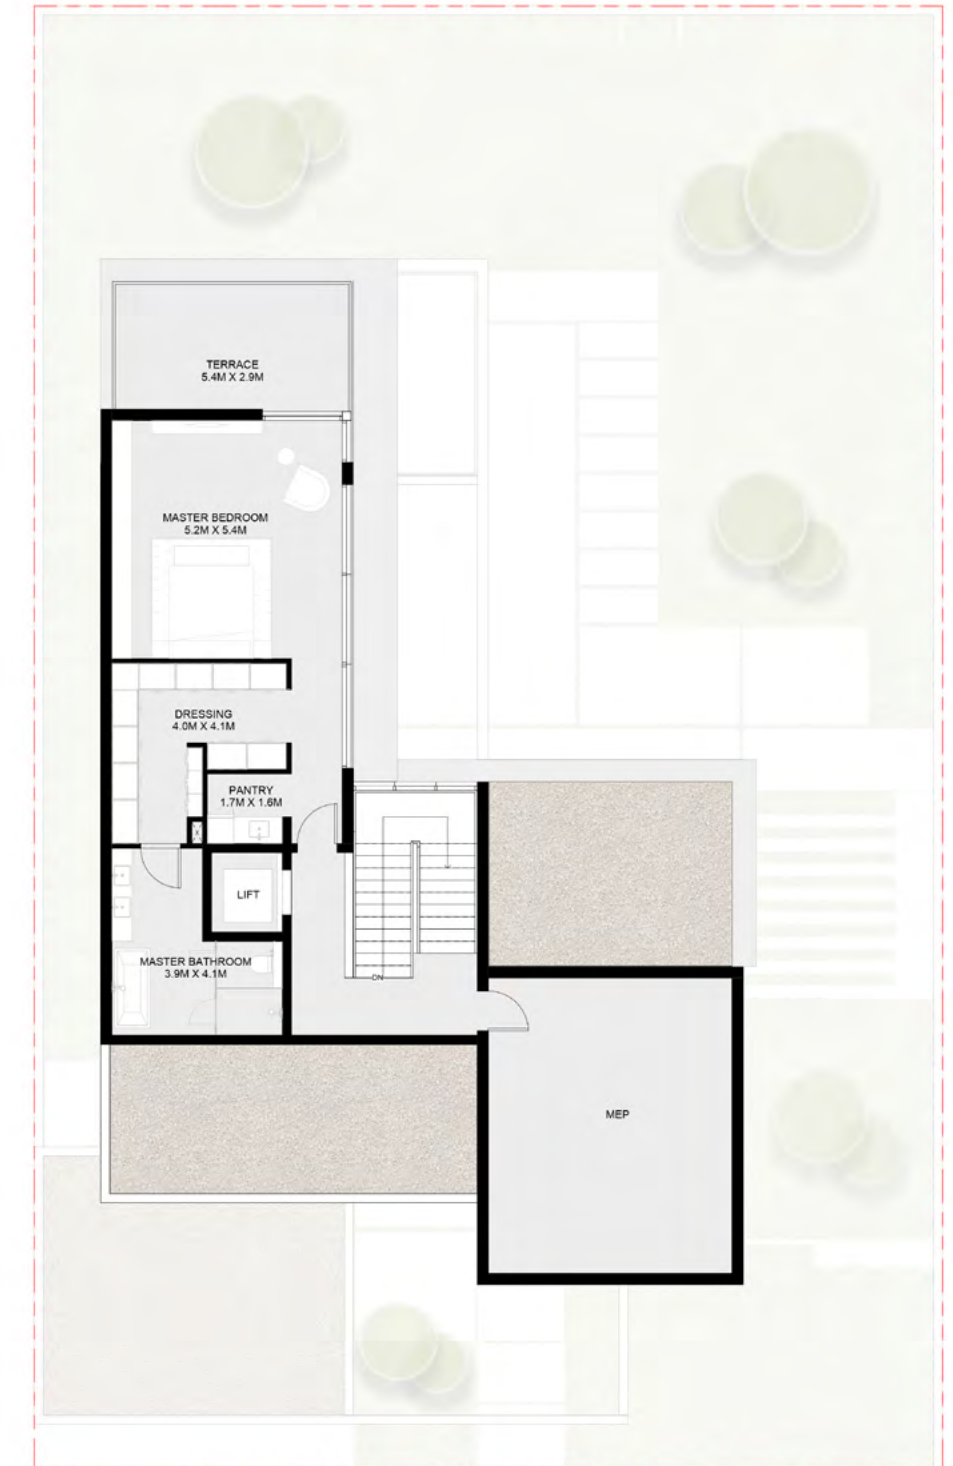 TERRACE
5.4M X 2.9M
MASTER BEDROOM
5.2M X 5.4M
DRESSING
4.0M X 4.1M
PANTRY
1.7M X 1.6M
LIFT
MASTER BATHROOM
3.9M X 4.1M
DN
MEP